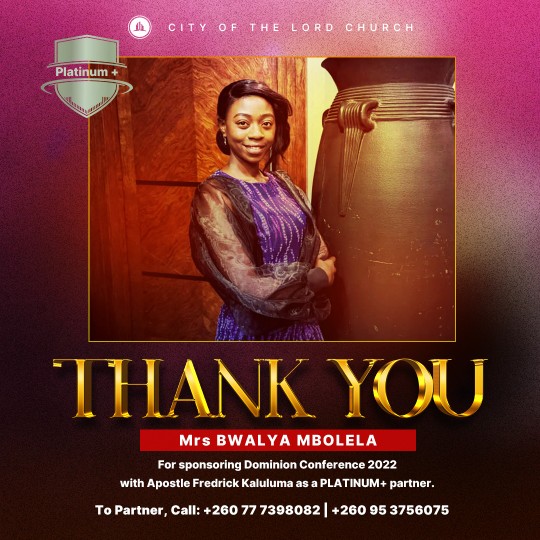 CITY OF THE LORD CHURCH
Platinum +
THANK YOU
Mrs BWALYA MBOLELA
For sponsoring Dominion Conference 2022
with Apostle Fredrick Kaluluma as a PLATINUM+ partner.
To Partner, Call: +260 77 7398082 | +260 95 3756075